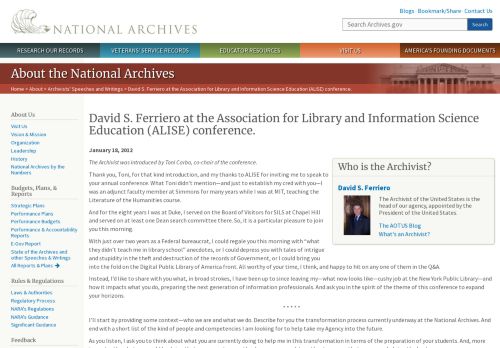 NATIONAL ARCHIVES
Blogs · Bookmark/Share · Contact Us
Search Archives.gov
Search
RESEARCH OUR RECORDS
VETERANS' SERVICE RECORDS
EDUCATOR RESOURCES
VISIT US
AMERICA'S FOUNDING DOCUMENTS
About the National Archives
Home > About > Archivists' Speeches and Writings > David S. Ferriero at the Association for Library and Information Science Education (ALISE) conference.
About Us
Visit Us
Vision & Mission
Organization
Leadership
History
National Archives by the
Numbers
Budgets, Plans, &
Reports
Strategic Plans
Performance Plans
Performance Budgets
Performance & Accountability
Reports
E-Gov Report
State of the Archives and
other Speeches & Writings
All Reports & Plans
Rules & Regulations
Laws & Authorities
Regulatory Process
NARA's Regulations
NARA's Guidance
Significant Guidance
Feedback
David S. Ferriero at the Association for Library and Information Science
Education (ALISE) conference.
January 18, 2012
The Archivist was introduced by Toni Carbo, co-chair of the conference.
Thank you, Toni, for that kind introduction, and my thanks to ALISE for inviting me to speak to
your annual conference. What Toni didn't mention—and just to establish my cred with you—I
was an adjunct faculty member at Simmons for many years while I was at MIT, teaching the
Literature of the Humanities course.
And for the eight years I was at Duke, I served on the Board of Visitors for SILS at Chapel Hill
and served on at least one Dean search committee there. So, it is a particular pleasure to join
you this morning.
With just over two years as a Federal bureaucrat, I could regale you this morning with "what
they didn't teach me in library school" anecdotes, or I could depress you with tales of intrigue
and stupidity in the theft and destruction of the records of Government, or I could bring you
into the fold on the Digital Public Library of America front. All worthy of your time, I think, and happy to hit on any of them in the Q&A.
Instead, I'd like to share with you what, in broad strokes, I have been up to since leaving my—what now looks like—cushy job at the New York Public Library—and
how it impacts what you do, preparing the next generation of information professionals. And ask you in the spirit of the theme of this conference to expand
your horizons.
* * * * *
I'll start by providing some context—who we are and what we do. Describe for you the transformation process currently underway at the National Archives. And
end with a short list of the kind of people and competencies I am looking for to help take my Agency into the future.
As you listen, I ask you to think about what you are currently doing to help me in this transformation in terms of the preparation of your students. And, more
Who is the Archivist?
David S. Ferriero
The Archivist of the United States is the
head of our agency, appointed by the
President of the United States.
The AOTUS Blog
What's an Archivist?